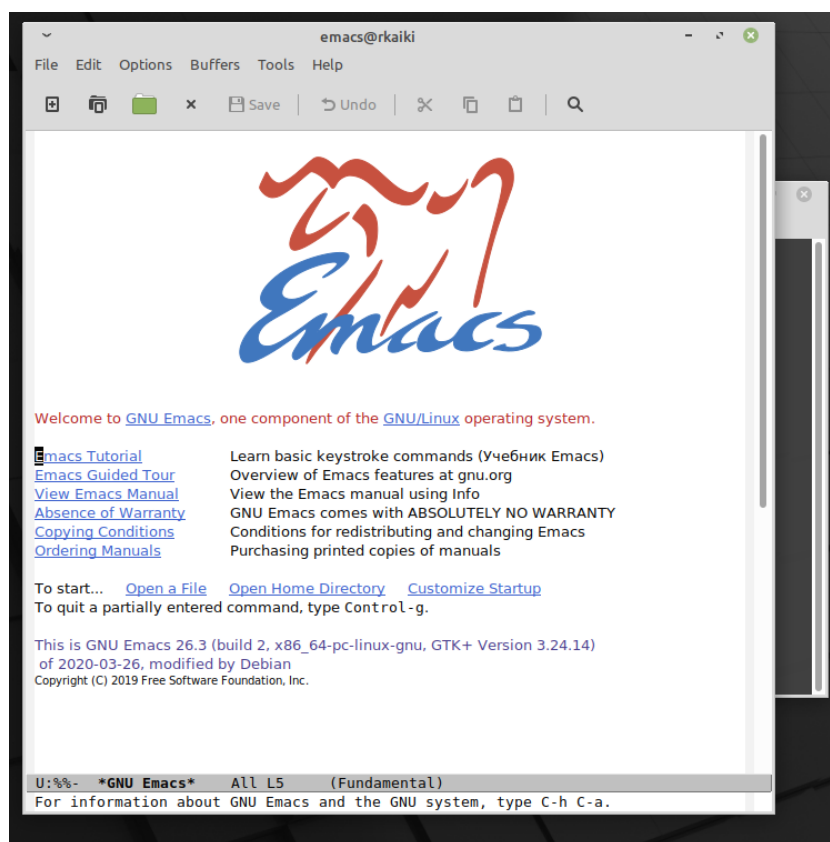 emacs@rkaiki
File Edit Options Buffers Tools Help
Save Undo
Emacs
Welcome to GNU Emacs, one component of the GNU/Linux operating system.
Emacs Tutorial Learn basic keystroke commands (Учебник Emacs)
Emacs Guided Tour Overview of Emacs features at gnu.org
View Emacs Manual View the Emacs manual using Info
Absence of Warranty GNU Emacs comes with ABSOLUTELY NO WARRANTY
Copying Conditions Conditions for redistributing and changing Emacs
Ordering Manuals Purchasing printed copies of manuals
To start... Open a File Open Home Directory Customize Startup
To quit a partially entered command, type Control-g.
This is GNU Emacs 26.3 (build 2, x86_64-pc-linux-gnu, GTK+ Version 3.24.14)
of 2020-03-26, modified by Debian
Copyright (C) 2019 Free Software Foundation, Inc.
U:%%- *GNU Emacs* All L5 (Fundamental)
For information about GNU Emacs and the GNU system, type C-h C-a.